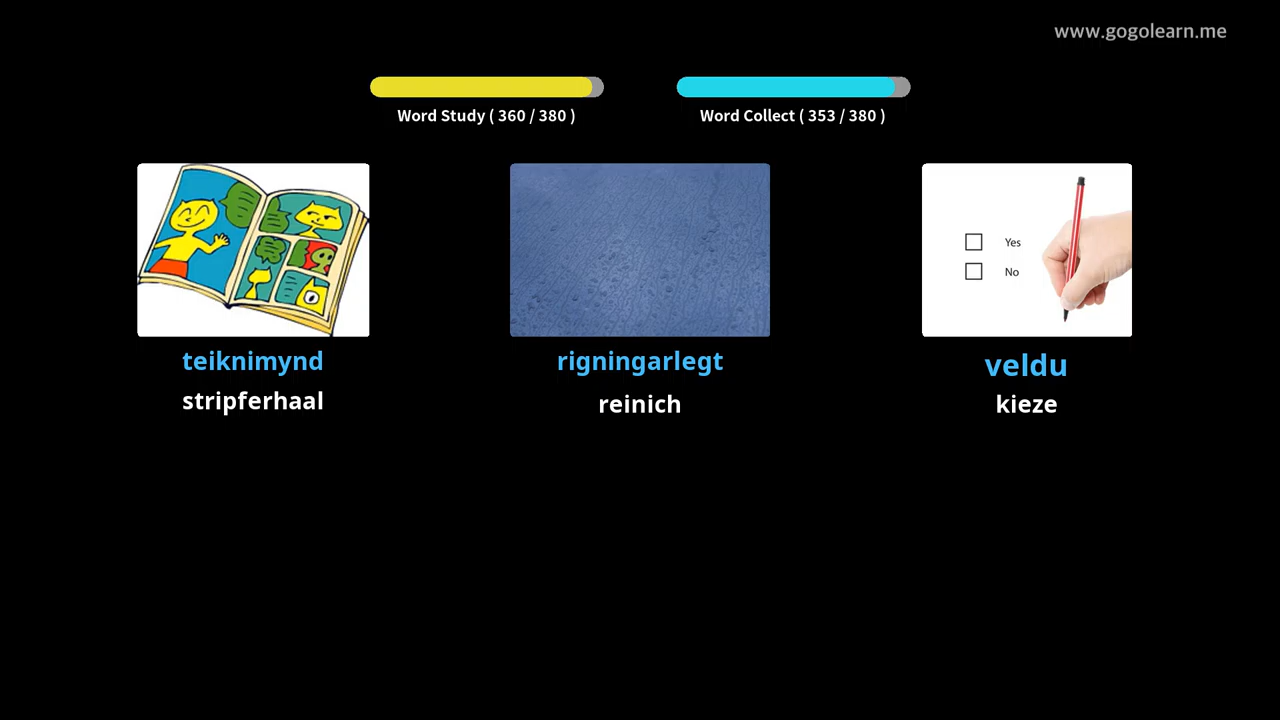 www.gogolearn.me
Word Study ( 360 / 380 )
Word Collect ( 353 / 380 )
Yes
No
teiknimynd
stripferhaal
rigningarlegt
reinich
veldu
kieze